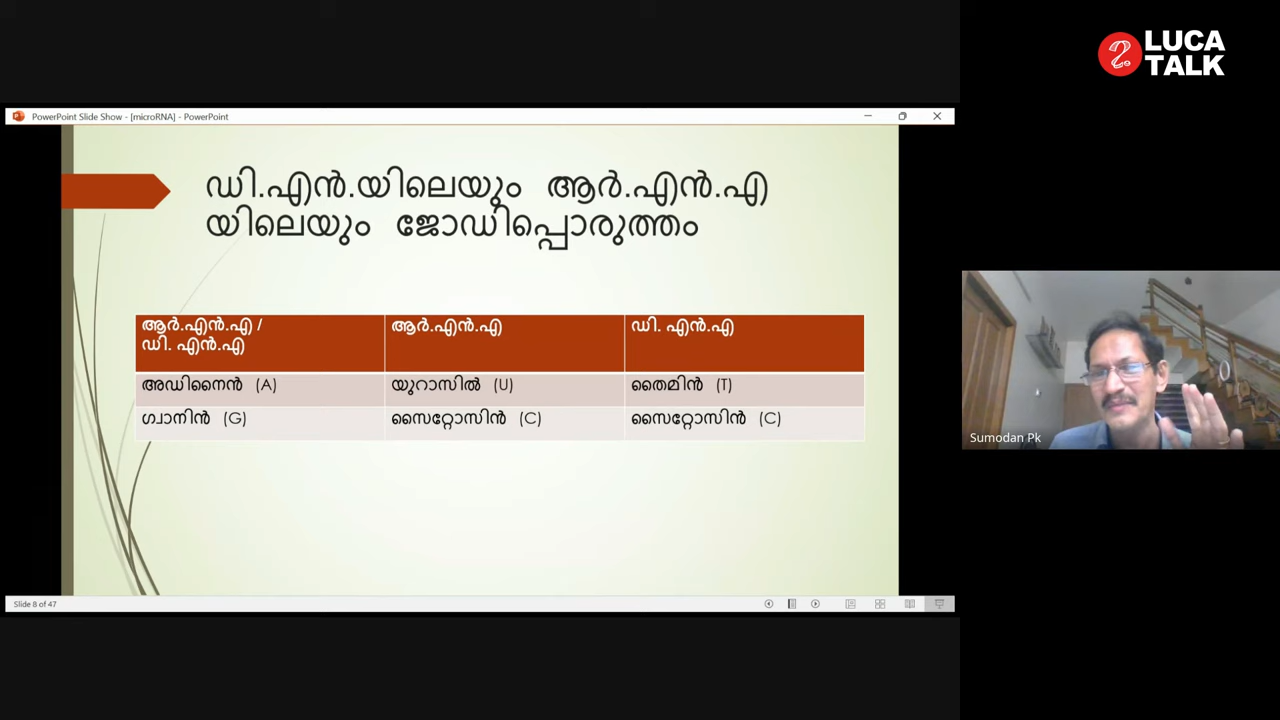 LUCA
TALK
PowerPoint Slide Show - [microRNA] - PowerPoint
ഡി.എൻ.യിലെയും ആർ.എൻ.എ
യിലെയും ജോഡിപ്പൊരുത്തം
ആർ.എൻ.എ /
ഡി. എൻ.എ
ആർ.എൻ.എ
ഡി. എൻ.എ
അഡിനൈൻ (A)
യുറാസിൽ (U)
തൈമിൻ (T)
ഗ്വാനിൻ (G)
സൈറ്റോസിൻ (C)
സൈറ്റോസിൻ (C)
Sumodan Pk
Slide 8 of 47